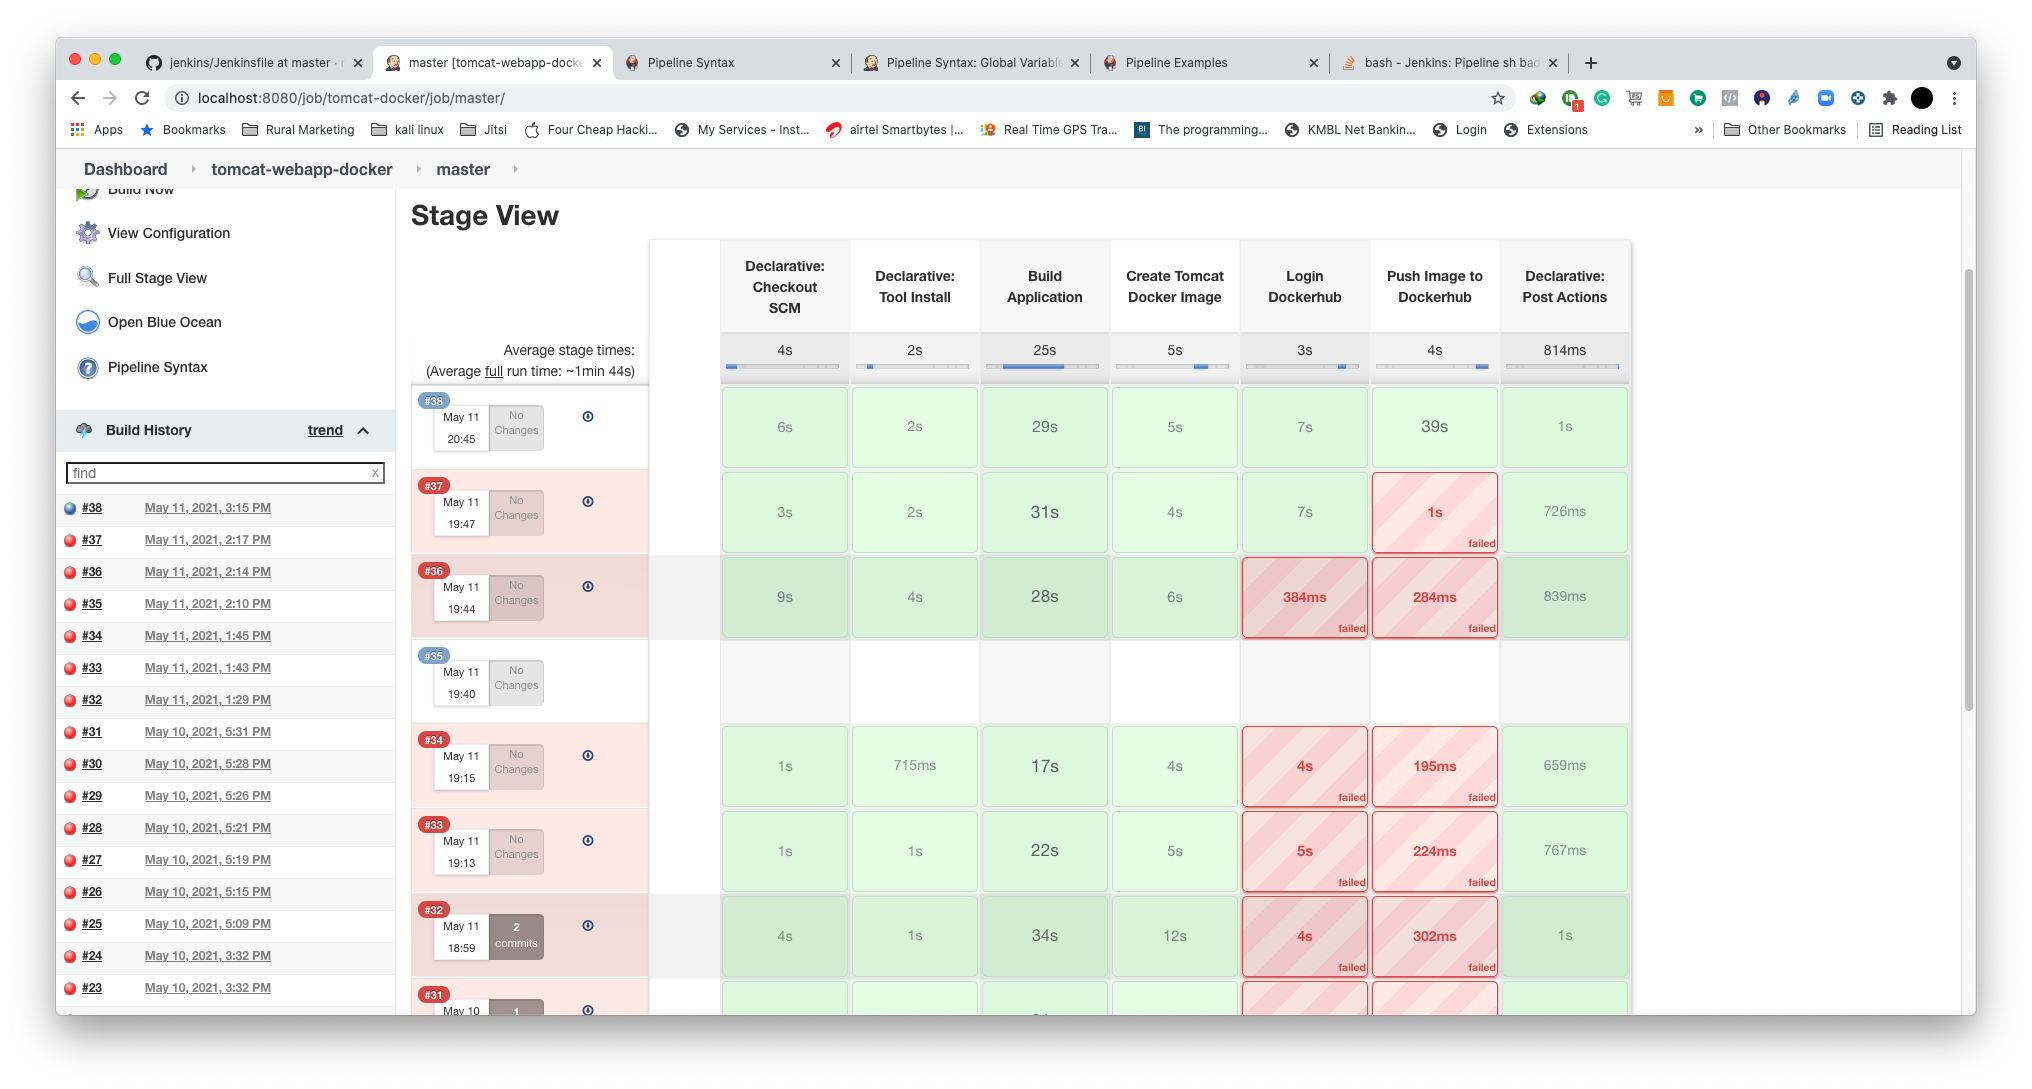 jenkins/Jenkinsfile at master ·
master [tomcat-webapp-docke
Pipeline Syntax
Pipeline Syntax: Global Variable
Pipeline Examples
bash - Jenkins: Pipeline sh bad
localhost:8080/job/tomcat-docker/job/master/
1
Apps
Bookmarks
Rural Marketing
kali linux
Jitsi
Four Cheap Hacki...
My Services - Inst...
airtel Smartbytes |...
Real Time GPS Tra...
BI
The programming...
KMBL Net Bankin...
Login
Extensions
»
Other Bookmarks
Reading List
Dashboard
tomcat-webapp-docker
master
Build Now
View Configuration
Full Stage View
Open Blue Ocean
Pipeline Syntax
Build History
trend
find
x
#38 May 11, 2021, 3:15 PM
#37 May 11, 2021, 2:17 PM
#36 May 11, 2021, 2:14 PM
#35 May 11, 2021, 2:10 PM
#34 May 11, 2021, 1:45 PM
#33 May 11, 2021, 1:43 PM
#32 May 11, 2021, 1:29 PM
#31 May 10, 2021, 5:31 PM
#30 May 10, 2021, 5:28 PM
#29 May 10, 2021, 5:26 PM
#28 May 10, 2021, 5:21 PM
#27 May 10, 2021, 5:19 PM
#26 May 10, 2021, 5:15 PM
#25 May 10, 2021, 5:09 PM
#24 May 10, 2021, 3:32 PM
#23 May 10, 2021, 3:32 PM
Stage View
Declarative:
Checkout
SCM
Declarative:
Tool Install
Build
Application
Create Tomcat
Docker Image
Login
Dockerhub
Push Image to
Dockerhub
Declarative:
Post Actions
Average stage times:
(Average full run time: ~1min 44s)
4s
2s
25s
5s
3s
4s
814ms
#38
May 11
20:45
No
Changes
6s
2s
29s
5s
7s
39s
1s
#37
May 11
19:47
No
Changes
3s
2s
31s
4s
7s
1s
failed
726ms
#36
May 11
19:44
No
Changes
9s
4s
28s
6s
384ms
failed
284ms
failed
839ms
#35
May 11
19:40
No
Changes
#34
May 11
19:15
No
Changes
1s
715ms
17s
4s
4s
failed
195ms
failed
659ms
#33
May 11
19:13
No
Changes
1s
1s
22s
5s
5s
failed
224ms
failed
767ms
#32
May 11
18:59
2
commits
4s
1s
34s
12s
4s
failed
302ms
failed
1s
#31
May 10
1